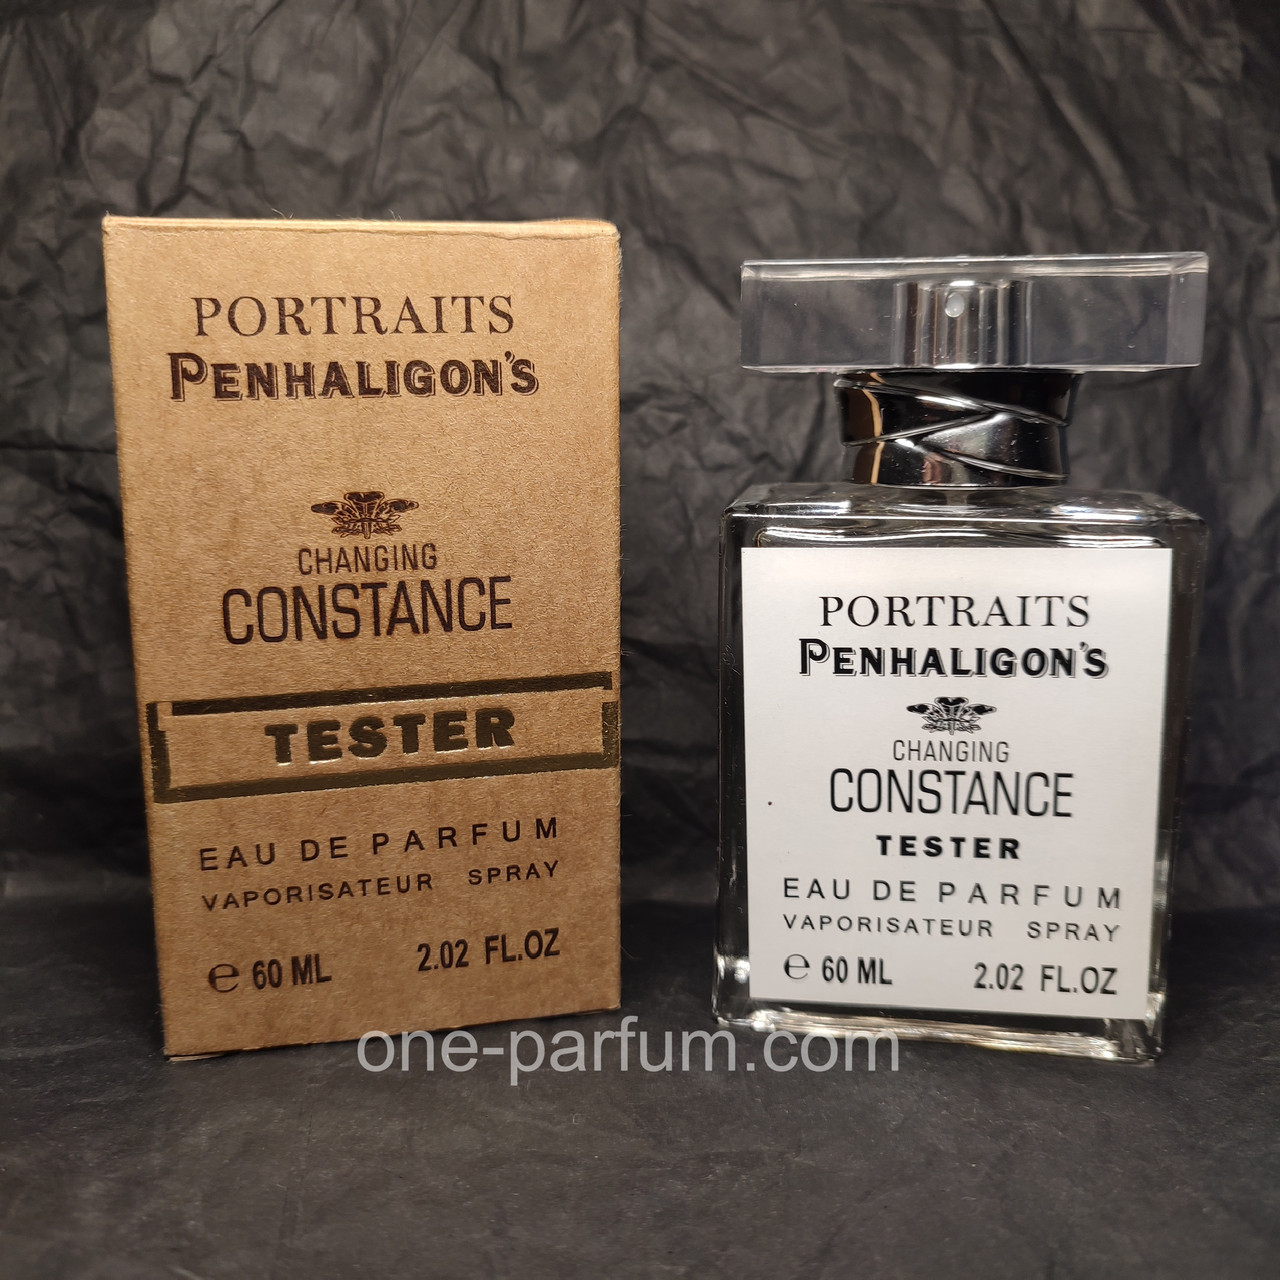 PORTRAITS
PENHALIGON'S
CHANGING
CONSTANCE
TESTER
EAU DE PARFUM
VAPORISATEUR SPRAY
℮ 60 ML 2.02 FL.OZ
PORTRAITS
PENHALIGON'S
CHANGING
CONSTANCE
TESTER
EAU DE PARFUM
VAPORISATEUR SPRAY
℮ 60 ML 2.02 FL.OZ
one-parfum.com